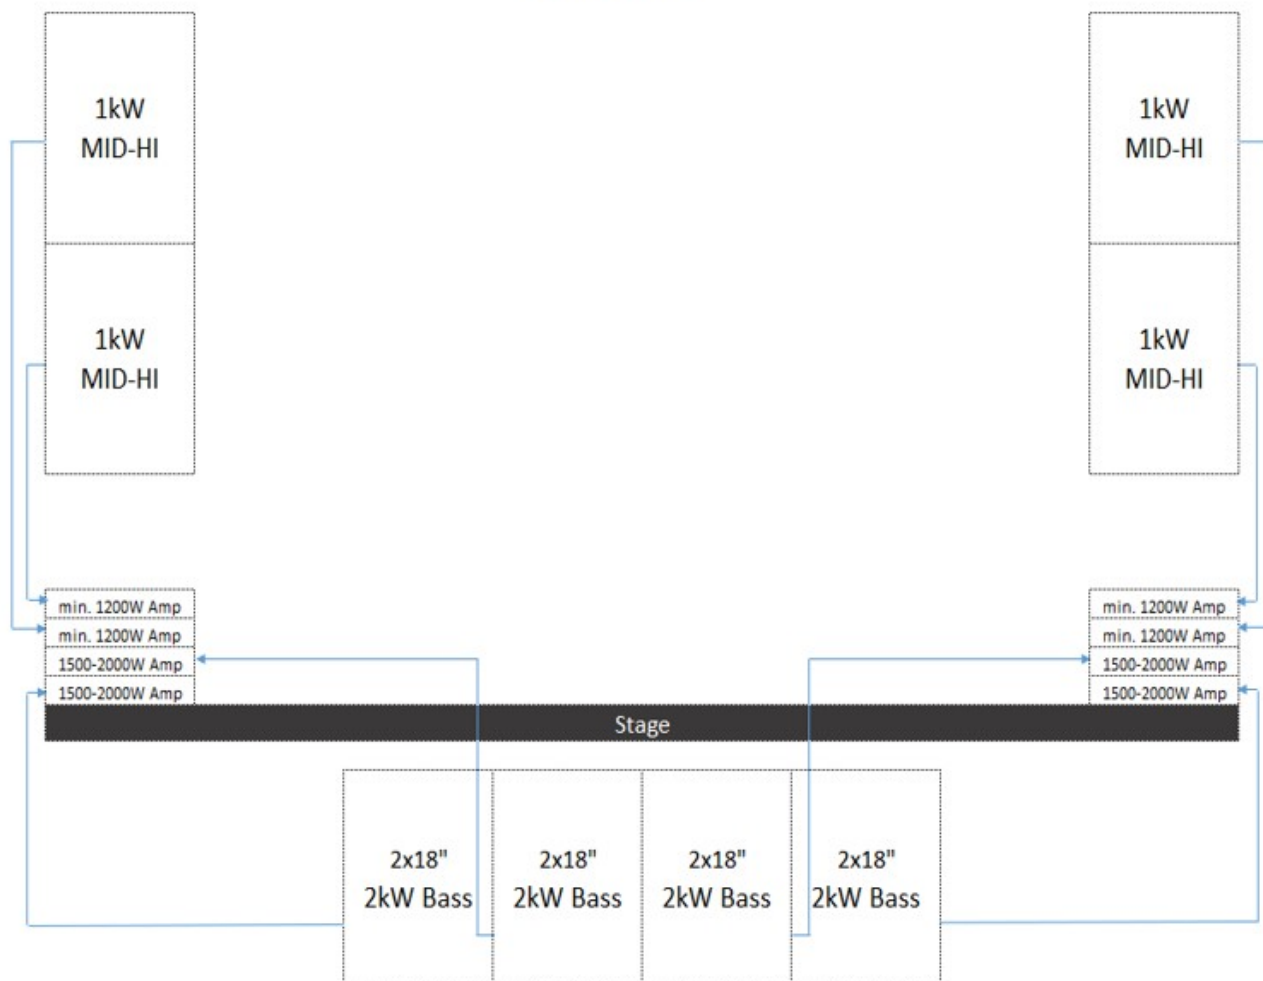 1kW
MID-HI
1kW
MID-HI
1kW
MID-HI
1kW
MID-HI
min. 1200W Amp
min. 1200W Amp
1500-2000W Amp
1500-2000W Amp
min. 1200W Amp
min. 1200W Amp
1500-2000W Amp
1500-2000W Amp
Stage
2x18"
2kW Bass
2x18"
2kW Bass
2x18"
2kW Bass
2x18"
2kW Bass